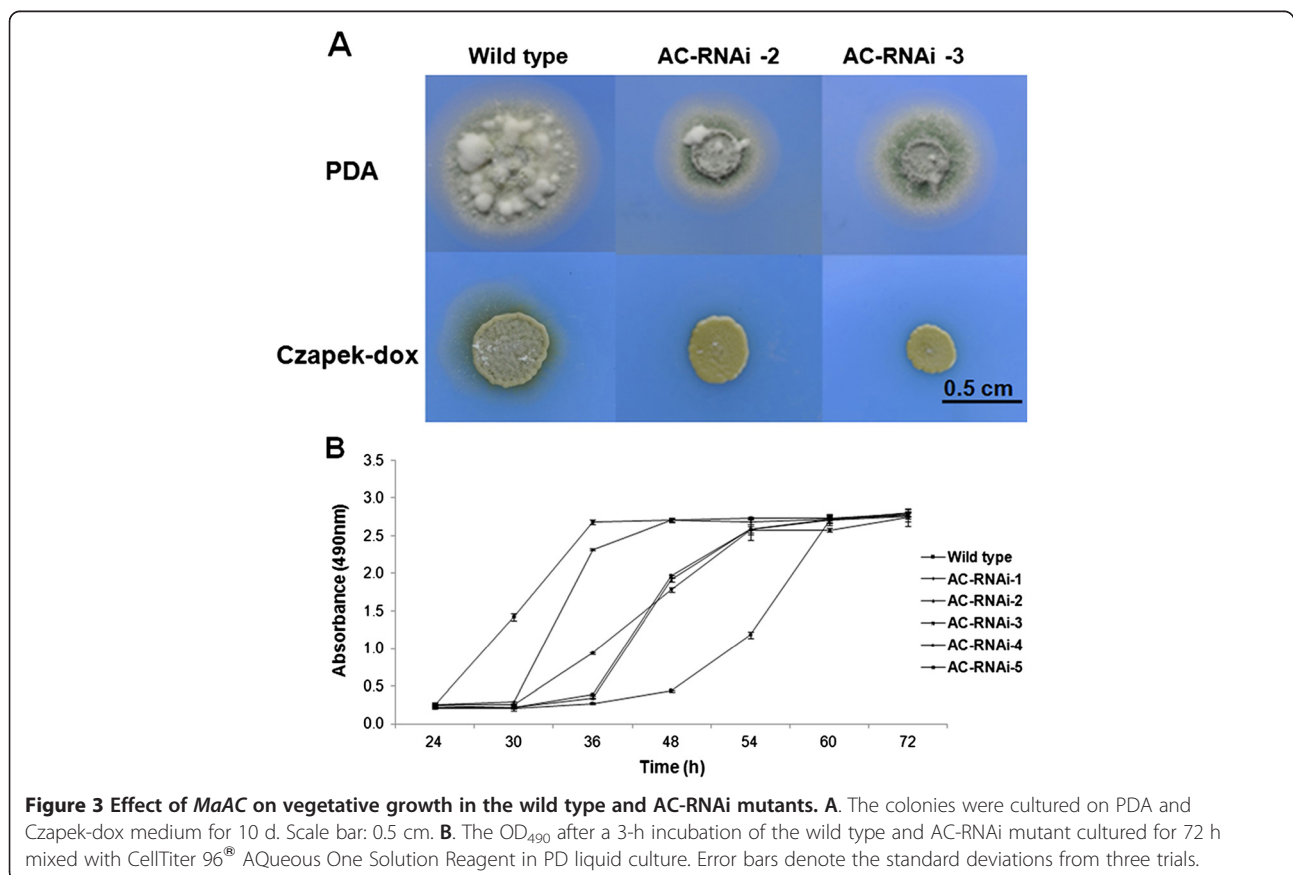 A
Wild type AC-RNAi -2 AC-RNAi -3
PDA
Czapek-dox
0.5 cm
B
3.5
3.0
2.5
2.0
1.5
1.0
0.5
0.0
Absorbance (490nm)
24 30 36 48 54 60 72
Time (h)
Wild type
AC-RNAi-1
AC-RNAi-2
AC-RNAi-3
AC-RNAi-4
AC-RNAi-5
Figure 3 Effect of MaAC on vegetative growth in the wild type and AC-RNAi mutants. A. The colonies were cultured on PDA and
Czapek-dox medium for 10 d. Scale bar: 0.5 cm. B. The OD₄₉₀ after a 3-h incubation of the wild type and AC-RNAi mutant cultured for 72 h
mixed with CellTiter 96® AQueous One Solution Reagent in PD liquid culture. Error bars denote the standard deviations from three trials.